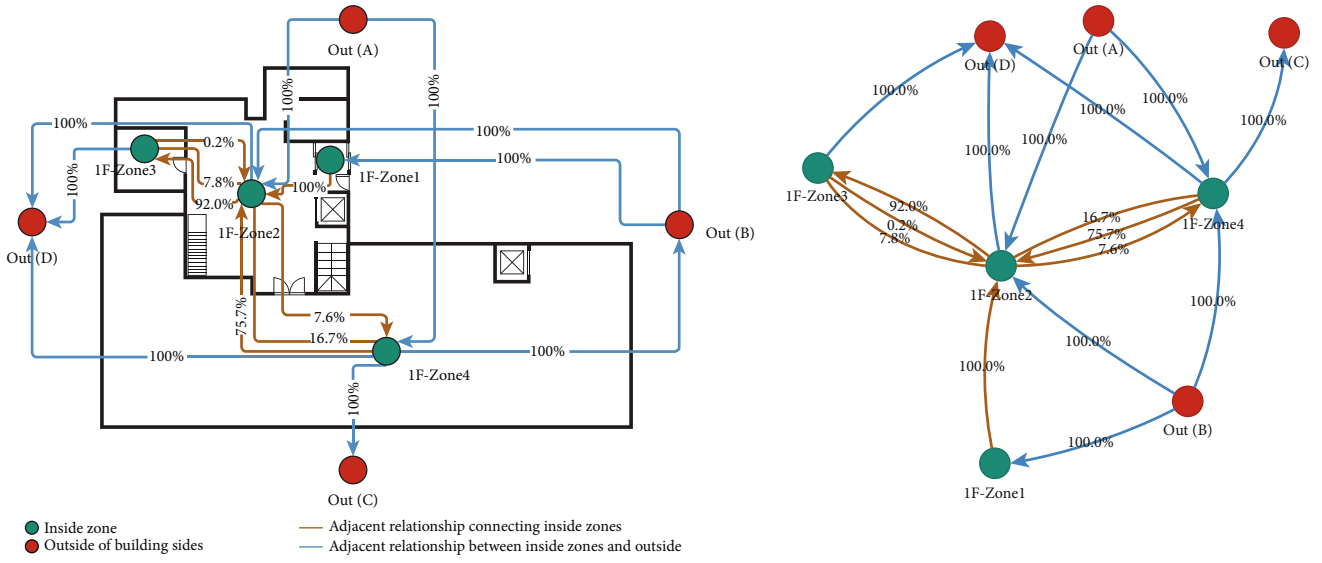 Out (A)
100%
100%
100%
100%
0.2%
100%
1F-Zone3
1F-Zone1
100%
7.8%
100%
92.0%
1F-Zone2
Out (B)
Out (D)
75.7%
7.6%
16.7%
100%
100%
1F-Zone4
100%
Out (C)
Inside zone
Outside of building sides
Adjacent relationship connecting inside zones
Adjacent relationship between inside zones and outside
Out (D)
Out (A)
Out (C)
100.0%
100.0%
100.0%
100.0%
100.0%
100.0%
1F-Zone3
92.0%
0.2%
7.8%
16.7%
75.7%
7.6%
1F-Zone4
1F-Zone2
100.0%
100.0%
100.0%
Out (B)
100.0%
1F-Zone1